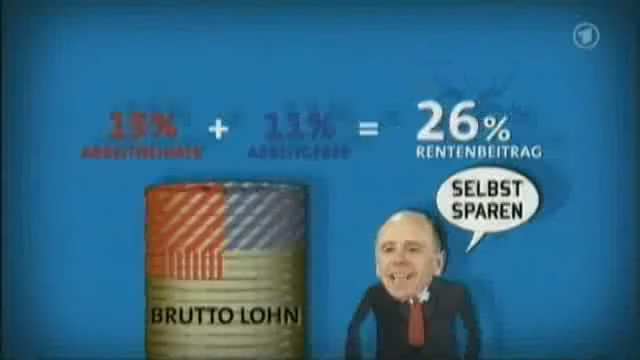 15% + 11% = 26%
ARBEITNEHMER ARBEITGEBER RENTENBEITRAG
SELBST
SPAREN
BRUTTO LOHN